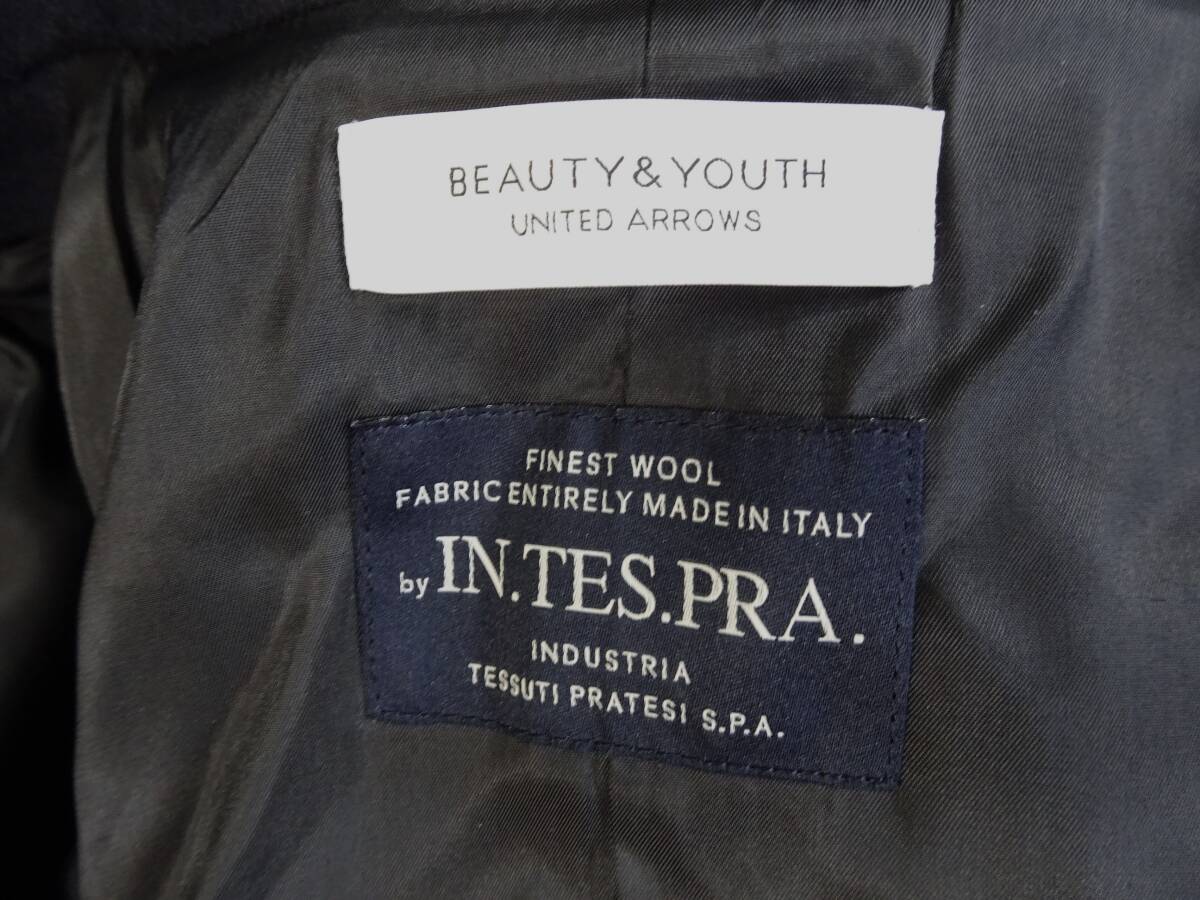 BEAUTY&YOUTH
UNITED ARROWS
FINEST WOOL
FABRIC ENTIRELY MADE IN ITALY
by IN.TES.PRA.
INDUSTRIA
TESSUTI PRATESI S.P.A.